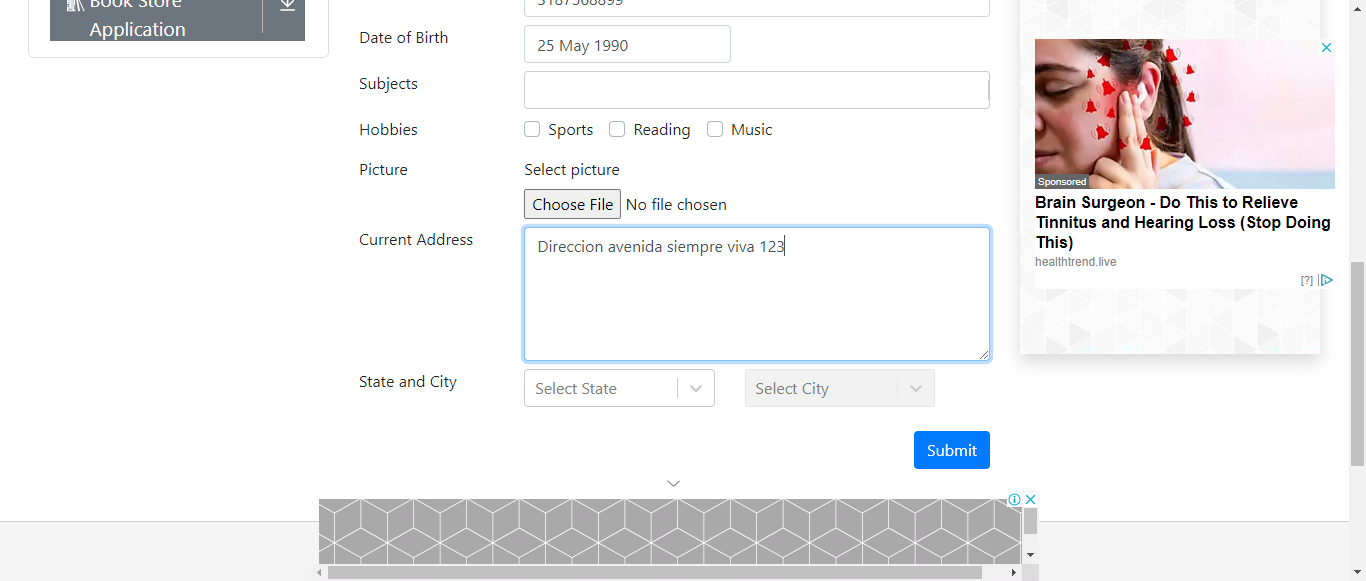 Book Store
Application
3187568899
Date of Birth
25 May 1990
Subjects
Hobbies
Sports Reading Music
Picture
Select picture
Choose File No file chosen
Current Address
Direccion avenida siempre viva 123
State and City
Select State
Select City
Submit
Sponsored
Brain Surgeon - Do This to Relieve
Tinnitus and Hearing Loss (Stop Doing
This)
healthtrend.live
[?]